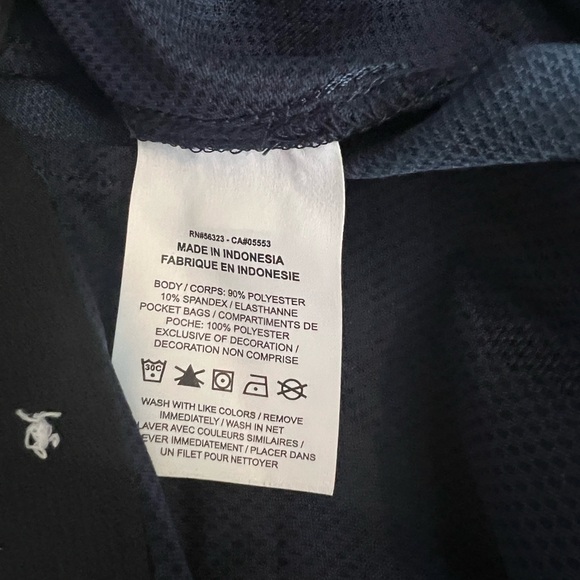 RN#56323 - CA#05553
MADE IN INDONESIA
FABRIQUE EN INDONESIE
BODY / CORPS: 90% POLYESTER
10% SPANDEX / ELASTHANNE
POCKET BAGS / COMPARTIMENTS DE
POCHE: 100% POLYESTER
EXCLUSIVE OF DECORATION /
DECORATION NON COMPRISE
30C
WASH WITH LIKE COLORS / REMOVE
IMMEDIATELY / WASH IN NET
LAVER AVEC COULEURS SIMILAIRES /
EVER IMMEDIATEMENT / PLACER DANS
UN FILET POUR NETTOYER